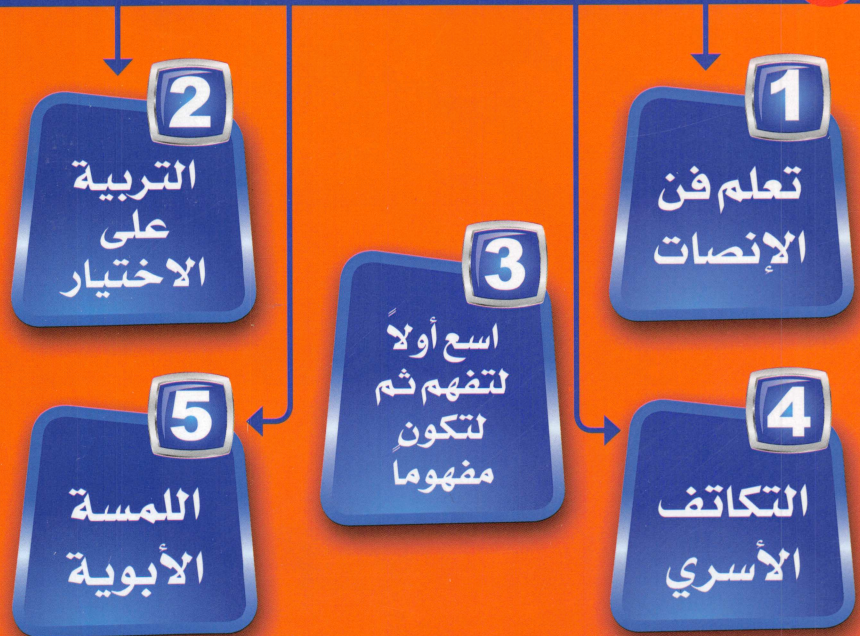 1
تعلم فن
الإنصات
2
التربية
على
الاختيار
3
اسع أولاً
لتفهم ثم
لتكون
مفهوماً
4
التكاتف
الأسري
5
اللمسة
الأبوية